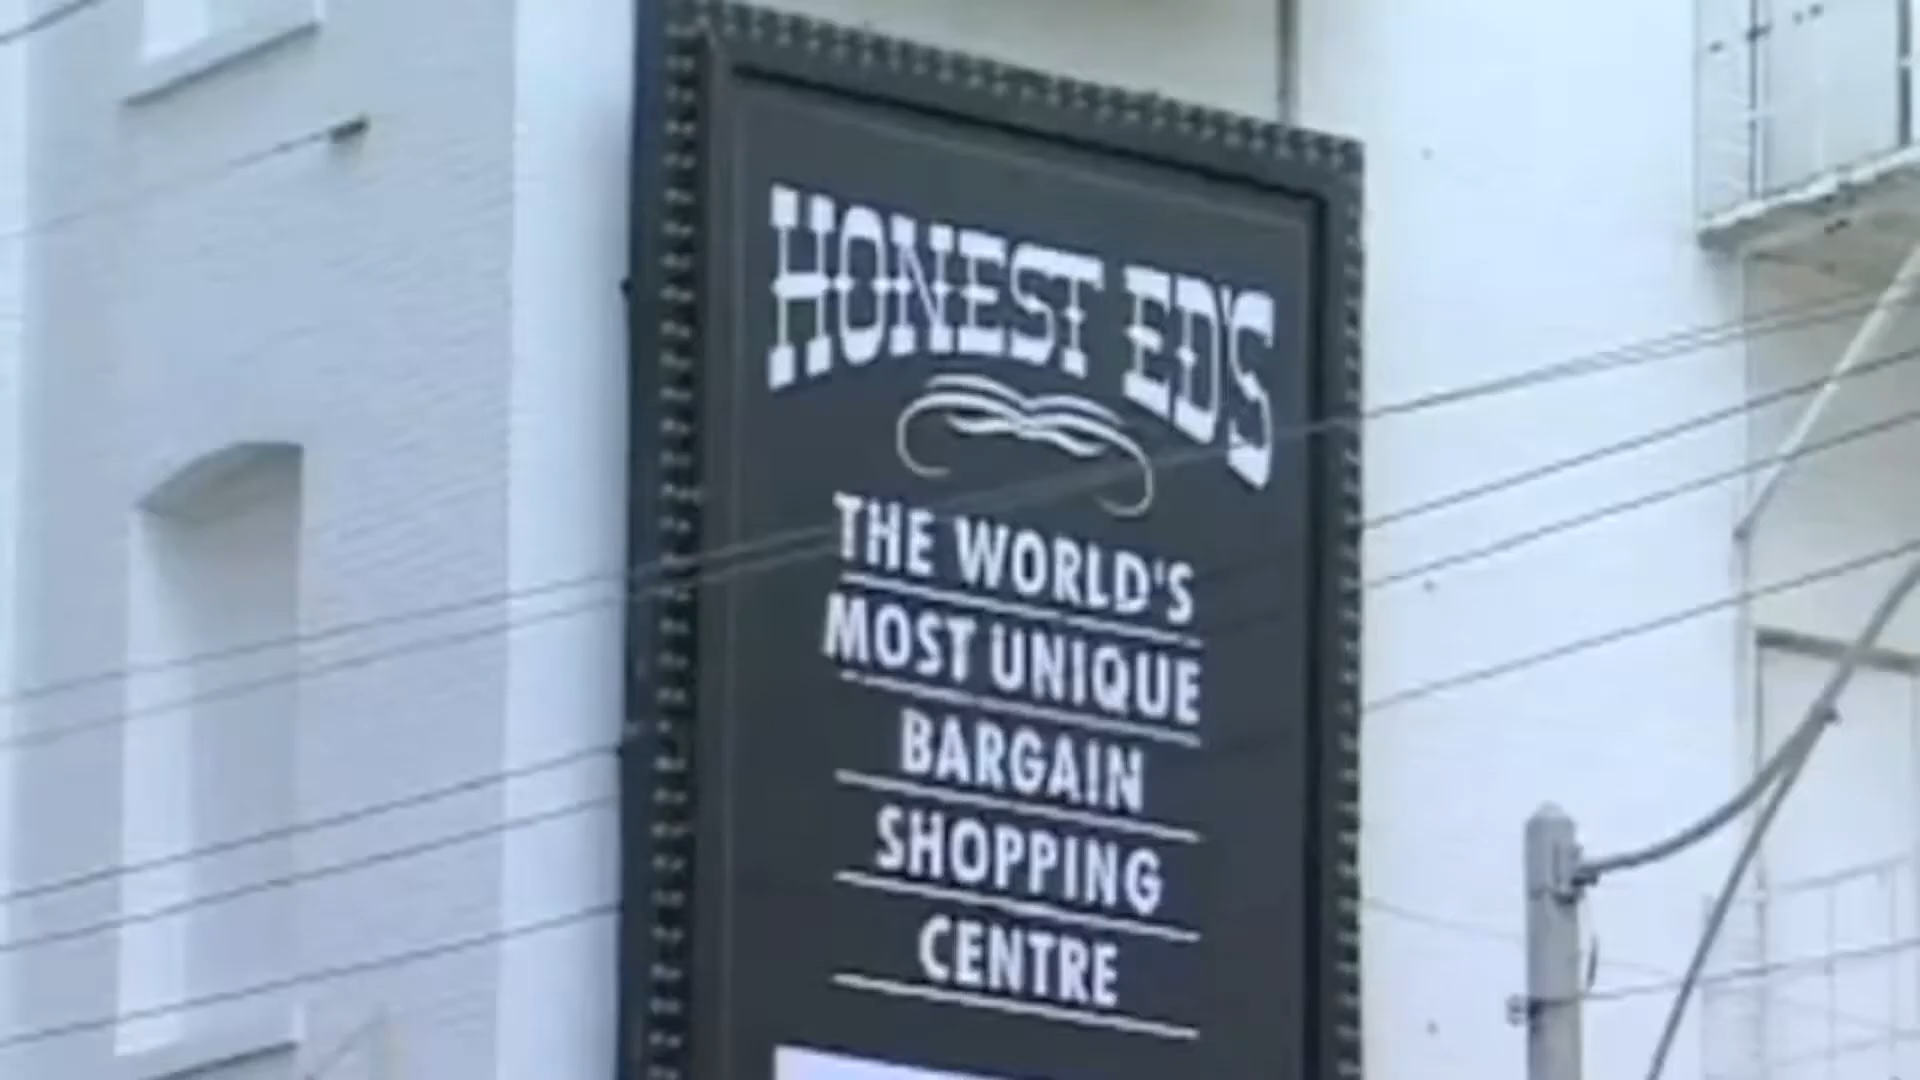 HONEST ED'S
THE WORLD'S
MOST UNIQUE
BARGAIN
SHOPPING
CENTRE